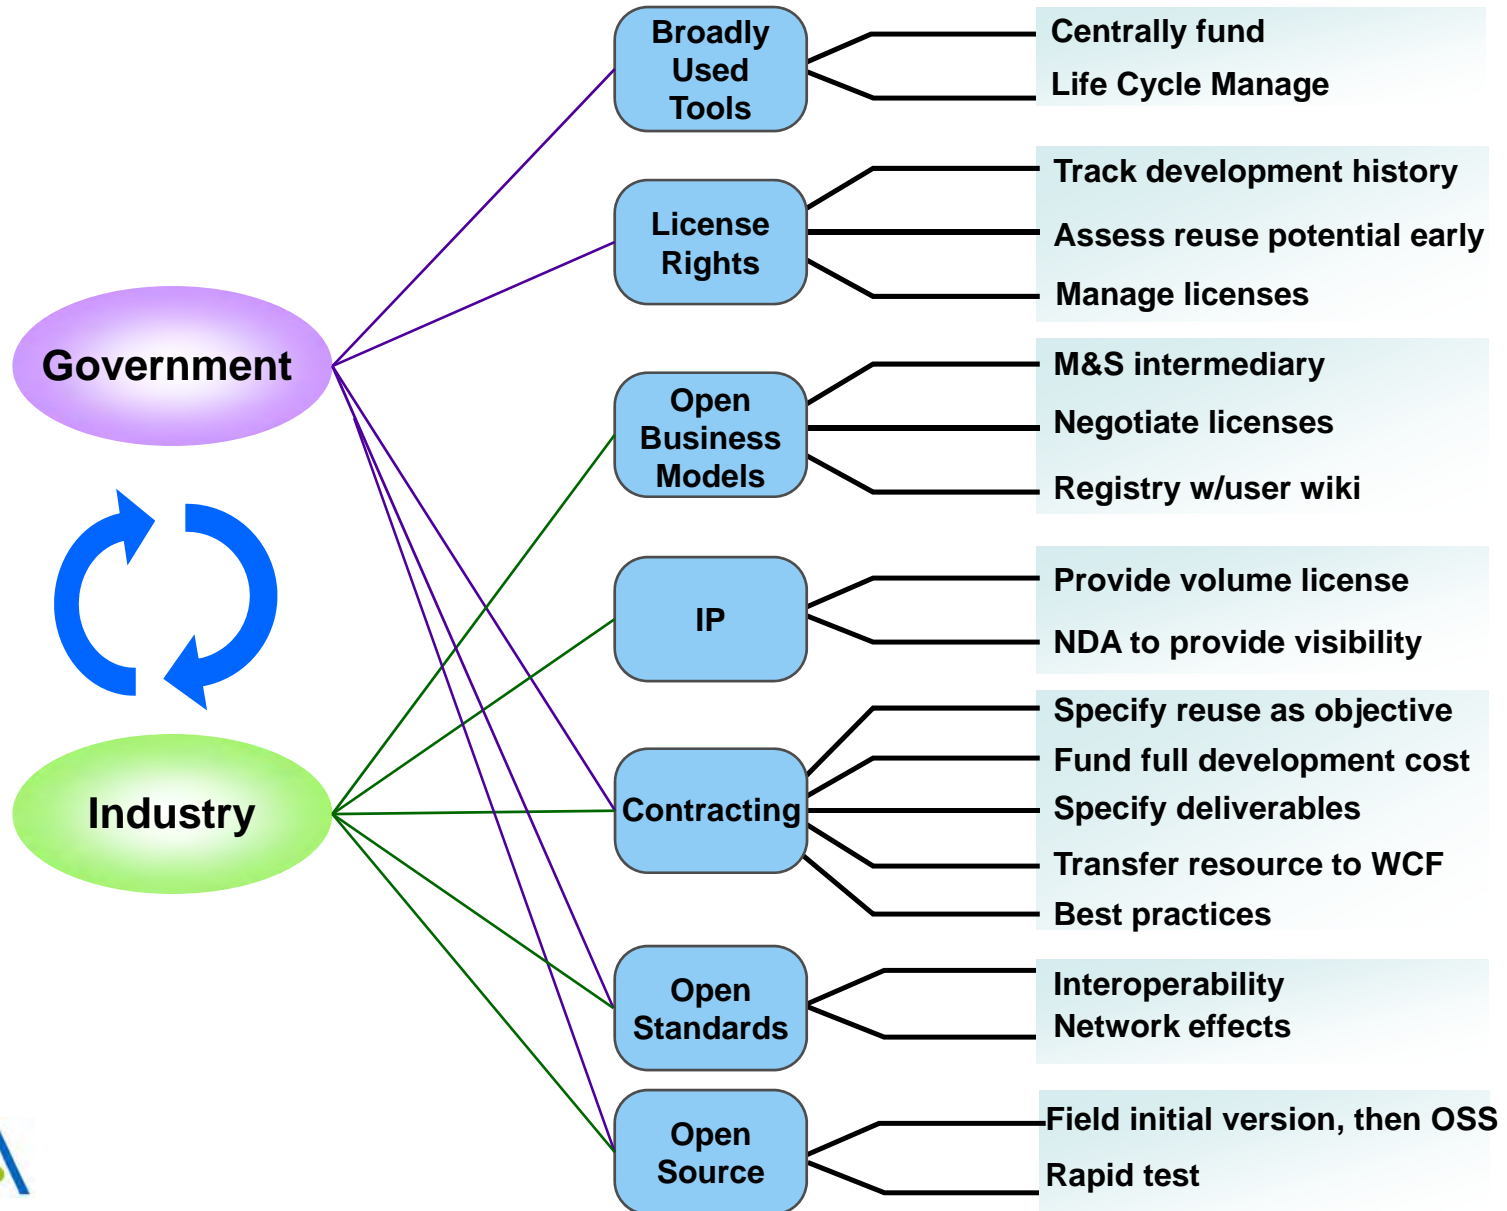 Broadly
Used
Tools
Centrally fund
Life Cycle Manage
License
Rights
Track development history
Assess reuse potential early
Manage licenses
Government
Open
Business
Models
M&S intermediary
Negotiate licenses
Registry w/user wiki
IP
Provide volume license
NDA to provide visibility
Industry
Contracting
Specify reuse as objective
Fund full development cost
Specify deliverables
Transfer resource to WCF
Best practices
Open
Standards
Interoperability
Network effects
Open
Source
Field initial version, then OSS
Rapid test